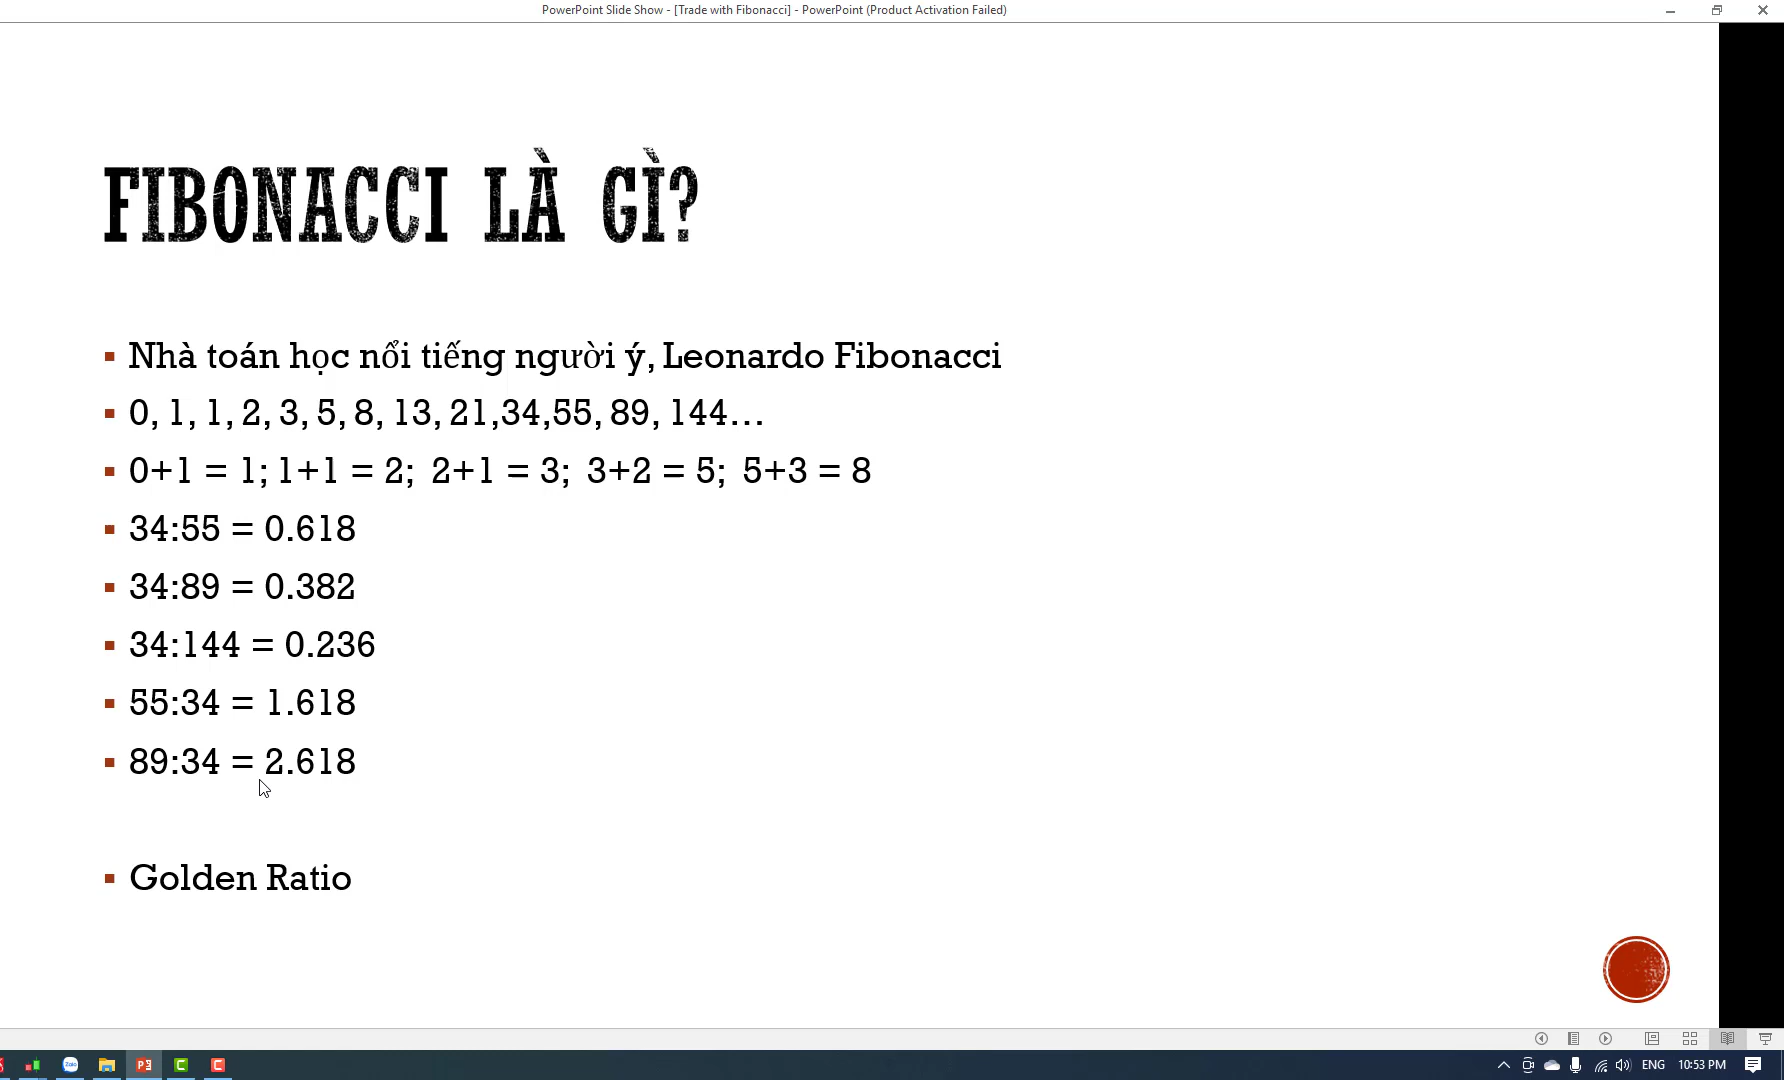 PowerPoint Slide Show - [Trade with Fibonacci] - PowerPoint (Product Activation Failed)
FIBONACCI LÀ GÌ?
Nhà toán học nổi tiếng người ý, Leonardo Fibonacci
0, 1, 1, 2, 3, 5, 8, 13, 21,34,55, 89, 144…
0+1 = 1; 1+1 = 2; 2+1 = 3; 3+2 = 5; 5+3 = 8
34:55 = 0.618
34:89 = 0.382
34:144 = 0.236
55:34 = 1.618
89:34 = 2.618
Golden Ratio
Zalo
ENG
10:53 PM